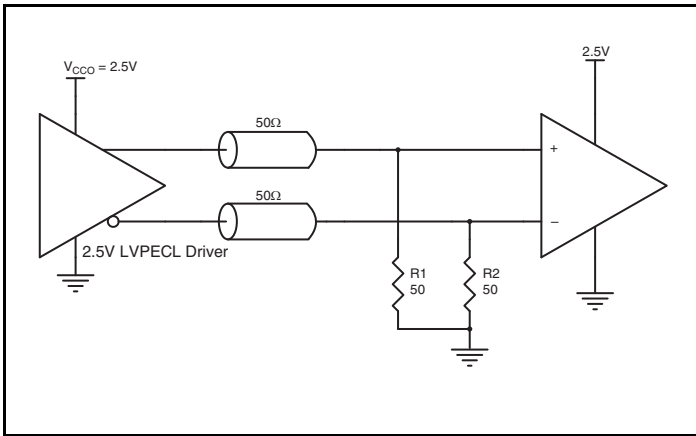 V_CCO = 2.5V
2.5V
50Ω
50Ω
+
–
2.5V LVPECL Driver
R1
50
R2
50